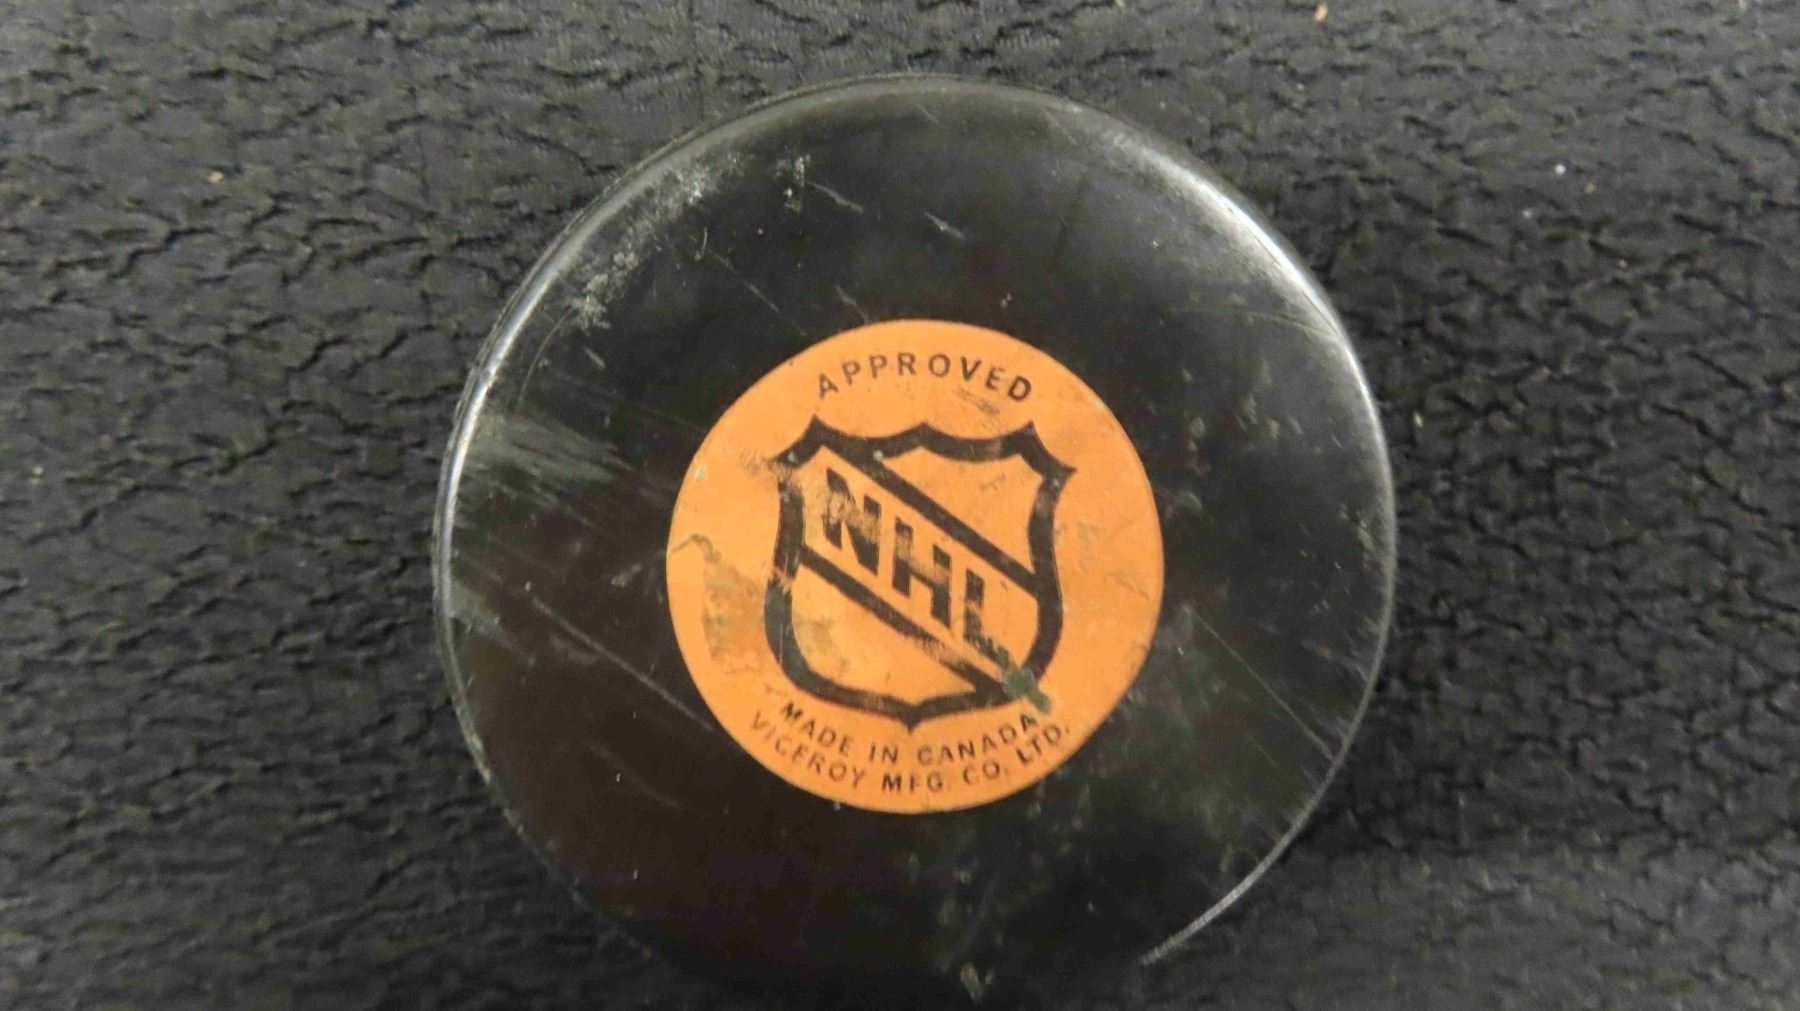 APPROVED
NHL
MADE IN CANADA
VICEROY MFG. CO. LTD.